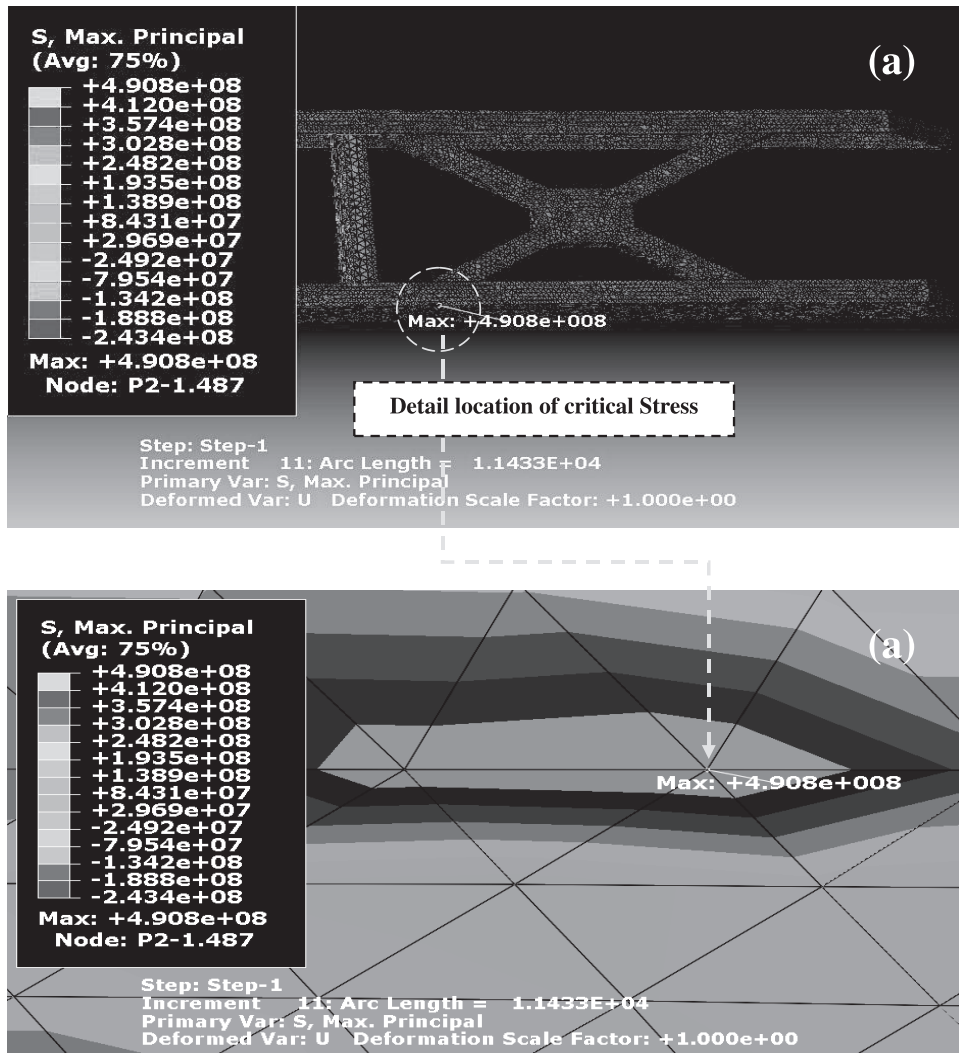 S, Max. Principal
(Avg: 75%)
+4.908e+08
+4.120e+08
+3.574e+08
+3.028e+08
+2.482e+08
+1.935e+08
+1.389e+08
+8.431e+07
+2.969e+07
-2.492e+07
-7.954e+07
-1.342e+08
-1.888e+08
-2.434e+08
Max: +4.908e+08
Node: P2-1.487
(a)
Max: +4.908e+008
Detail location of critical Stress
Step: Step-1
Increment 11: Arc Length = 1.1433E+04
Primary Var: S, Max. Principal
Deformed Var: U Deformation Scale Factor: +1.000e+00
S, Max. Principal
(Avg: 75%)
+4.908e+08
+4.120e+08
+3.574e+08
+3.028e+08
+2.482e+08
+1.935e+08
+1.389e+08
+8.431e+07
+2.969e+07
-2.492e+07
-7.954e+07
-1.342e+08
-1.888e+08
-2.434e+08
Max: +4.908e+08
Node: P2-1.487
(a)
Max: +4.908e+008
Step: Step-1
Increment 11: Arc Length = 1.1433E+04
Primary Var: S, Max. Principal
Deformed Var: U Deformation Scale Factor: +1.000e+00